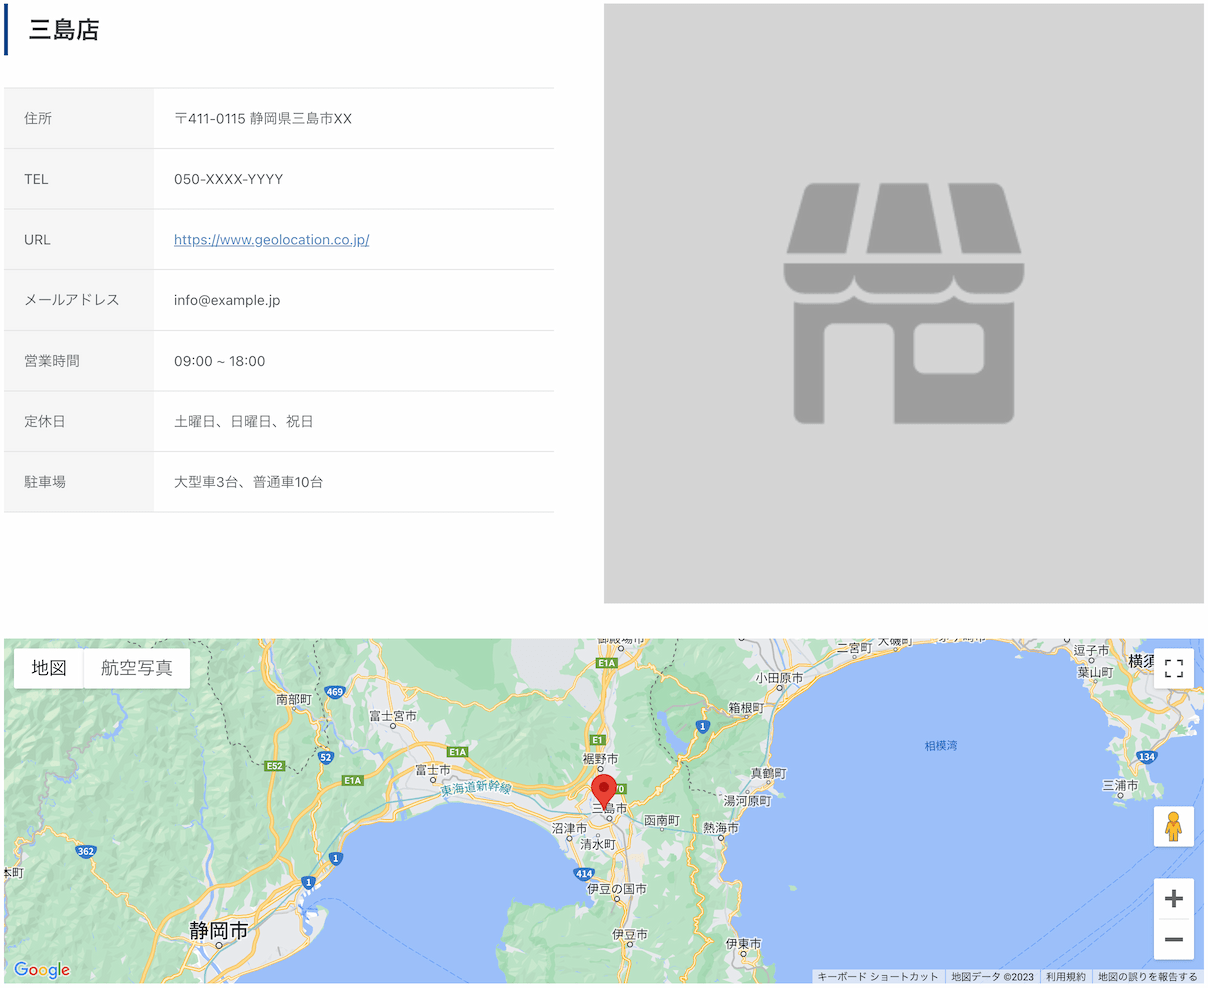 三島店
住所 〒411-0115 静岡県三島市XX
TEL 050-XXXX-YYYY
URL https://www.geolocation.co.jp/
メールアドレス info@example.jp
営業時間 09:00 ~ 18:00
定休日 土曜日、日曜日、祝日
駐車場 大型車3台、普通車10台
地図 航空写真
御殿場市
二宮町
大磯町
逗子市
横須
葉山町
E1A
小田原市
469
南部町
箱根町
富士宮市
1
E1
相模湾
E1A
52
裾野市
134
E52
富士市
真鶴町
E1A
東海道新幹線
70
三浦市
湯河原町
三島市
函南町
沼津市
熱海市
清水町
362
1
本町
414
1
伊豆の国市
静岡市
伊豆市
伊東市
Google
キーボード ショートカット 地図データ ©2023 利用規約 地図の誤りを報告する